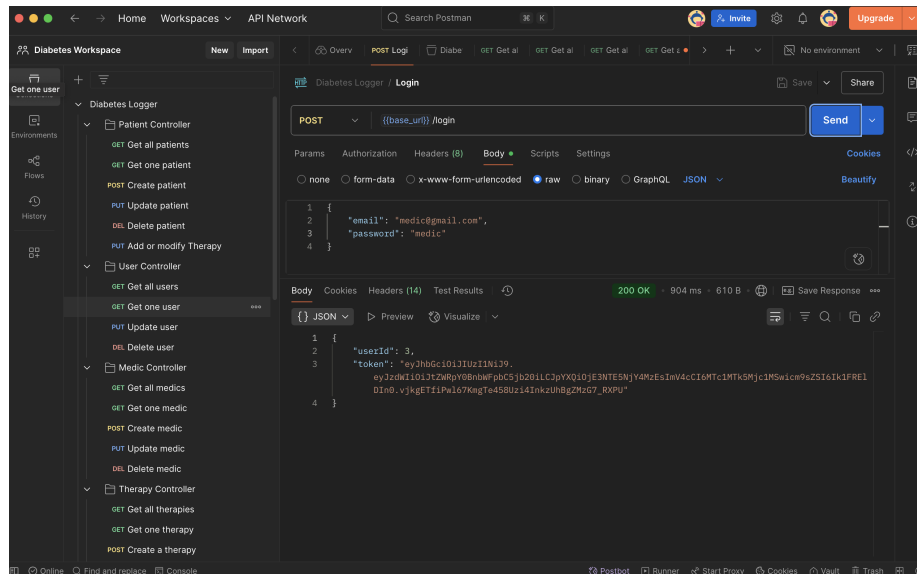 Home Workspaces API Network Search Postman ⌘ K Invite Upgrade
Diabetes Workspace New Import Overv POST Logi Diabe GET Get al GET Get al GET Get al GET Get a No environment
Get one user
Diabetes Logger / Login Save Share
Environments
Flows
History
Diabetes Logger
Patient Controller
GET Get all patients
GET Get one patient
POST Create patient
PUT Update patient
DEL Delete patient
PUT Add or modify Therapy
User Controller
GET Get all users
GET Get one user
PUT Update user
DEL Delete user
Medic Controller
GET Get all medics
GET Get one medic
POST Create medic
PUT Update medic
DEL Delete medic
Therapy Controller
GET Get all therapies
GET Get one therapy
POST Create a therapy
POST {{base_url}} /login Send
Params Authorization Headers (8) Body Scripts Settings Cookies
none form-data x-www-form-urlencoded raw binary GraphQL JSON Beautify
1 {
2 "email": "medic@gmail.com",
3 "password": "medic"
4 }
Body Cookies Headers (14) Test Results 200 OK 904 ms 610 B Save Response
{} JSON Preview Visualize
1 {
2 "userId": 3,
3 "token": "eyJhbGciOiJIUzI1NiJ9.
4 }
Online Find and replace Console Postbot Runner Start Proxy Cookies Vault Trash